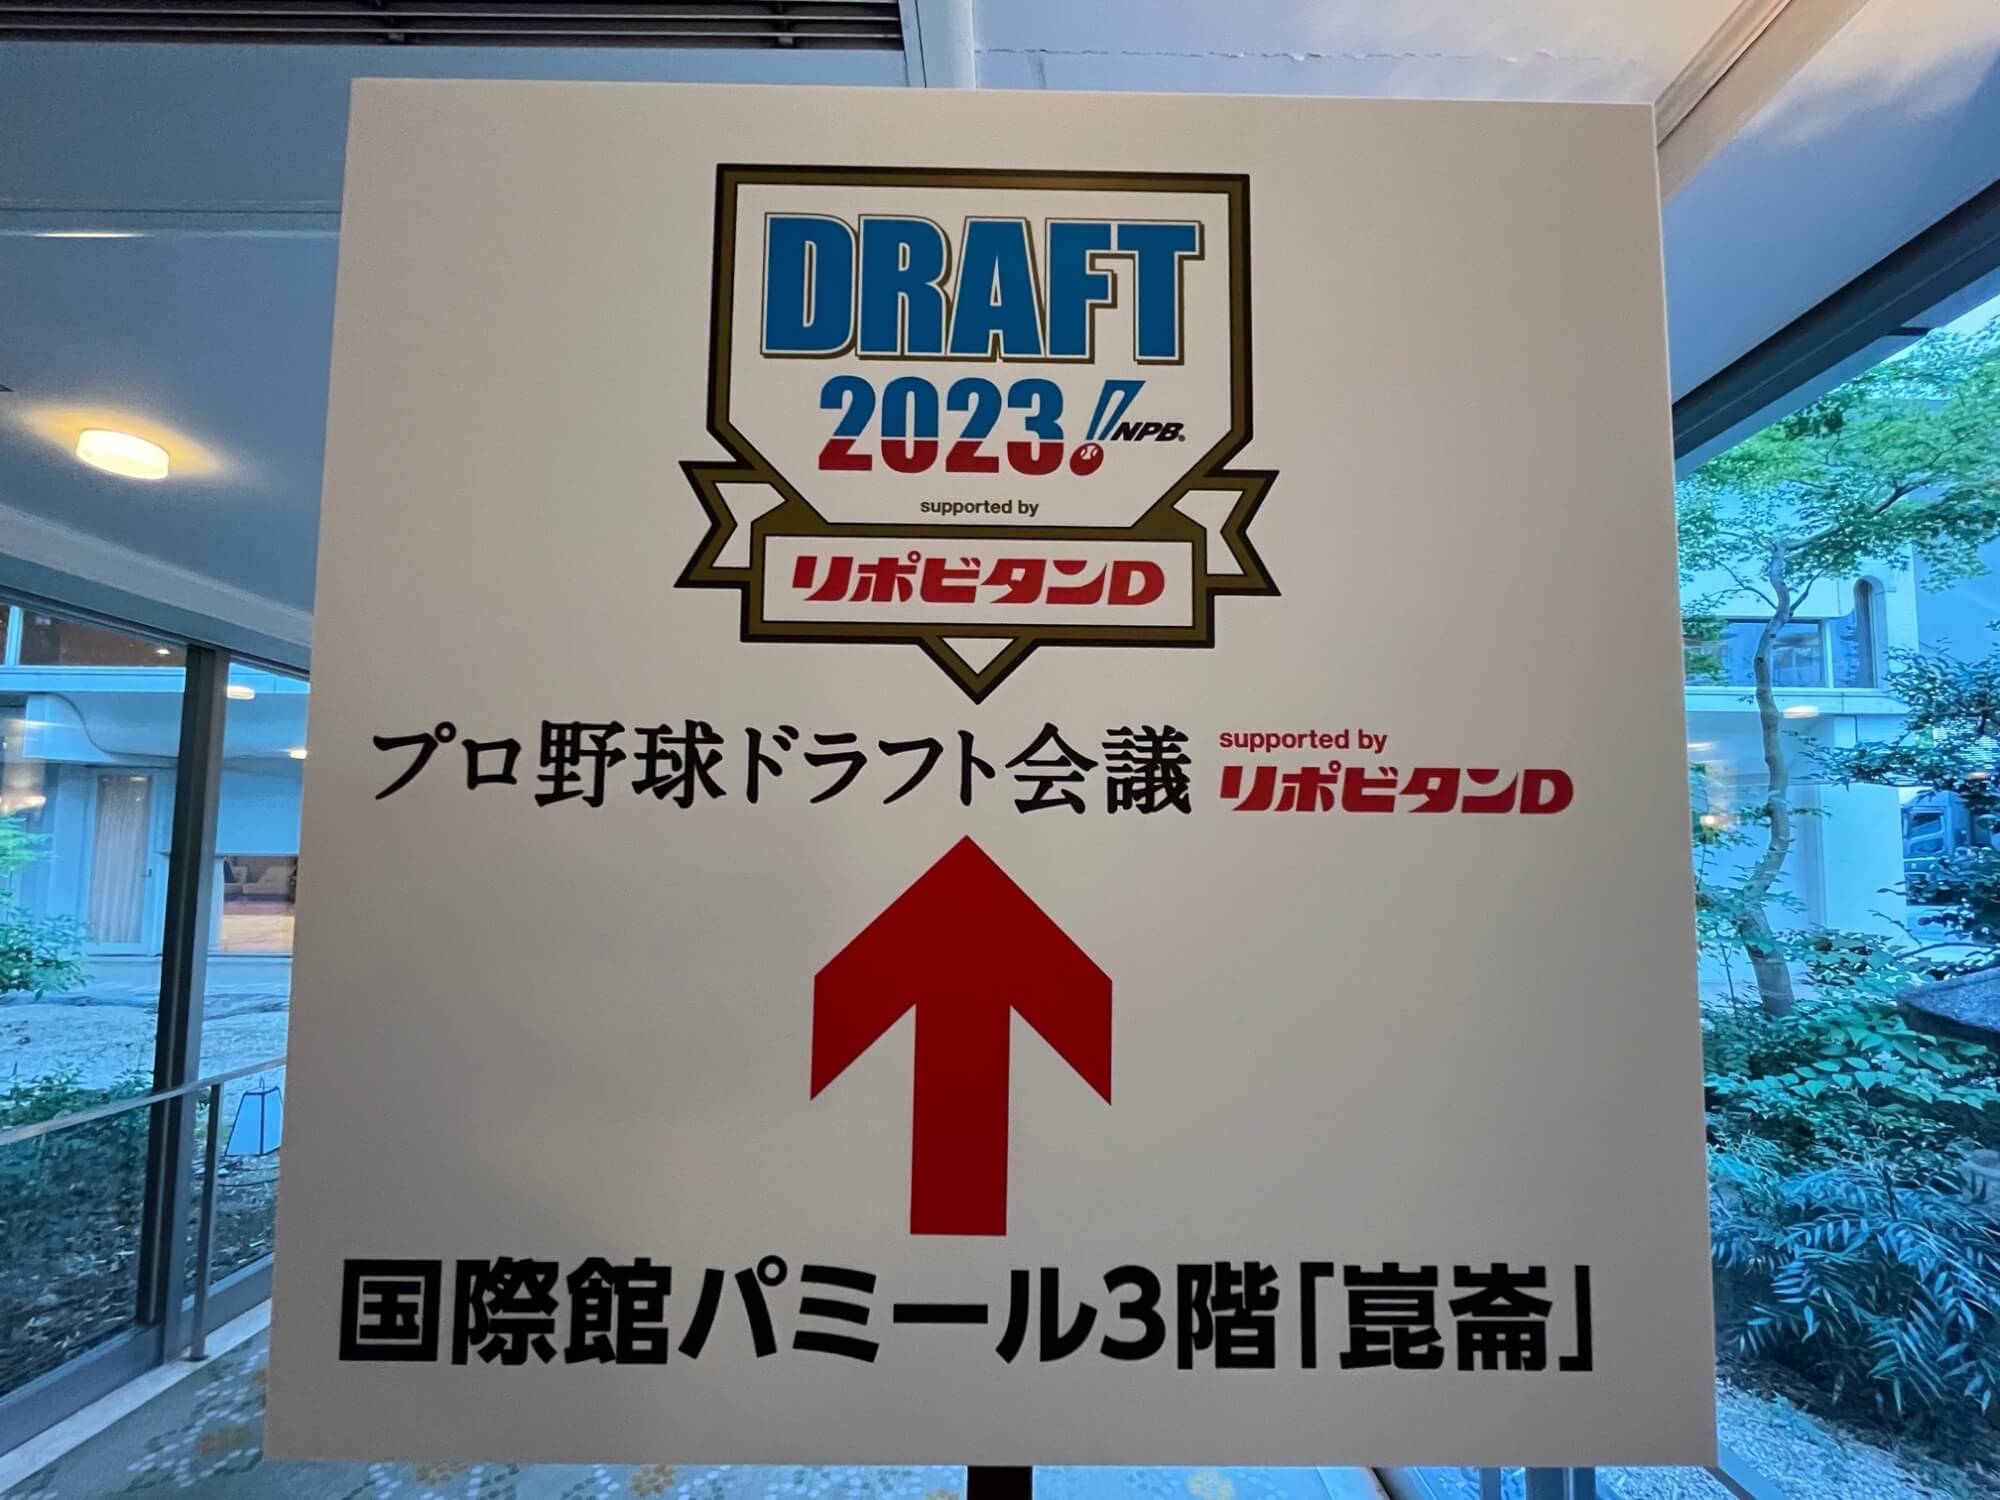 DRAFT
2023
NPB
supported by
リポビタンD
プロ野球ドラフト会議 supported by リポビタンD
国際館パミール3階「崑崙」